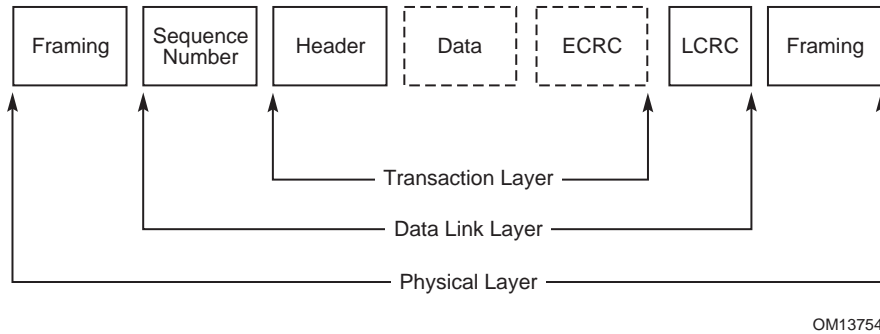 Framing
Sequence
Number
Header
Data
ECRC
LCRC
Framing
Transaction Layer
Data Link Layer
Physical Layer
OM13754